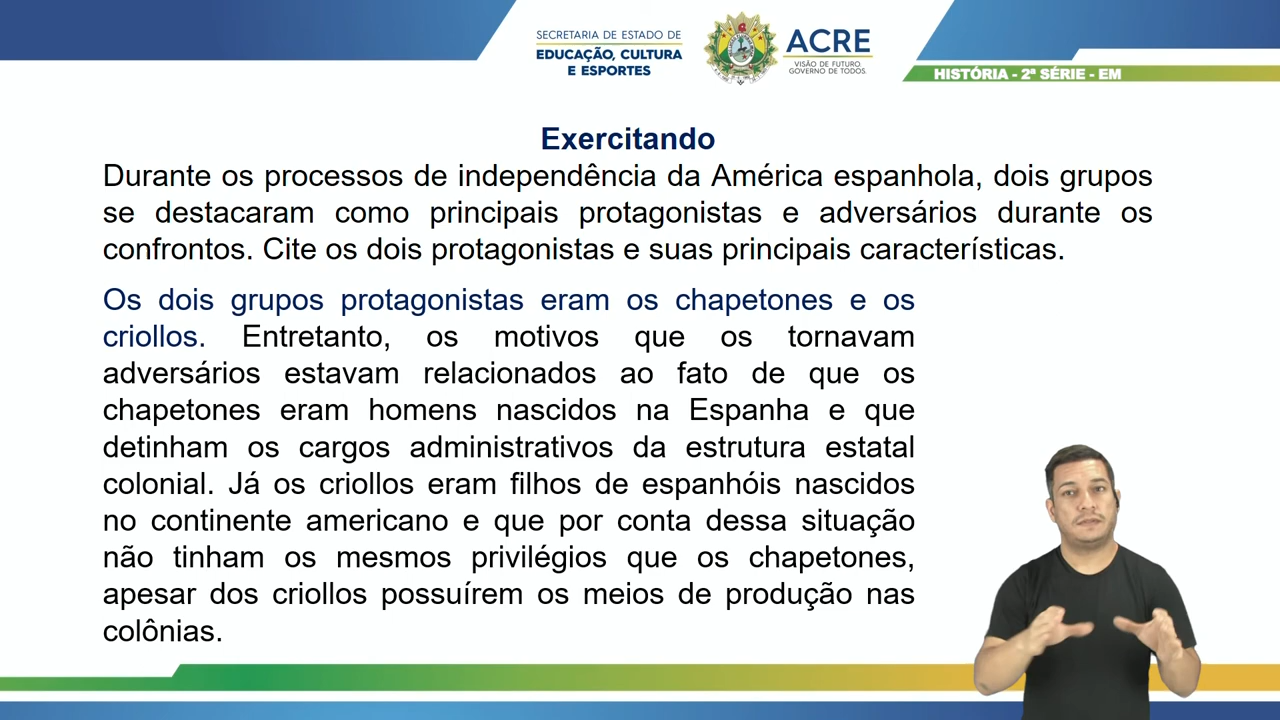 SECRETARIA DE ESTADO DE
EDUCAÇÃO, CULTURA
E ESPORTES
ACRE
VISÃO DE FUTURO.
GOVERNO DE TODOS.
HISTÓRIA - 2ª SÉRIE - EM
Exercitando
Durante os processos de independência da América espanhola, dois grupos
se destacaram como principais protagonistas e adversários durante os
confrontos. Cite os dois protagonistas e suas principais características.
Os dois grupos protagonistas eram os chapetones e os
criollos. Entretanto, os motivos que os tornavam
adversários estavam relacionados ao fato de que os
chapetones eram homens nascidos na Espanha e que
detinham os cargos administrativos da estrutura estatal
colonial. Já os criollos eram filhos de espanhóis nascidos
no continente americano e que por conta dessa situação
não tinham os mesmos privilégios que os chapetones,
apesar dos criollos possuírem os meios de produção nas
colônias.